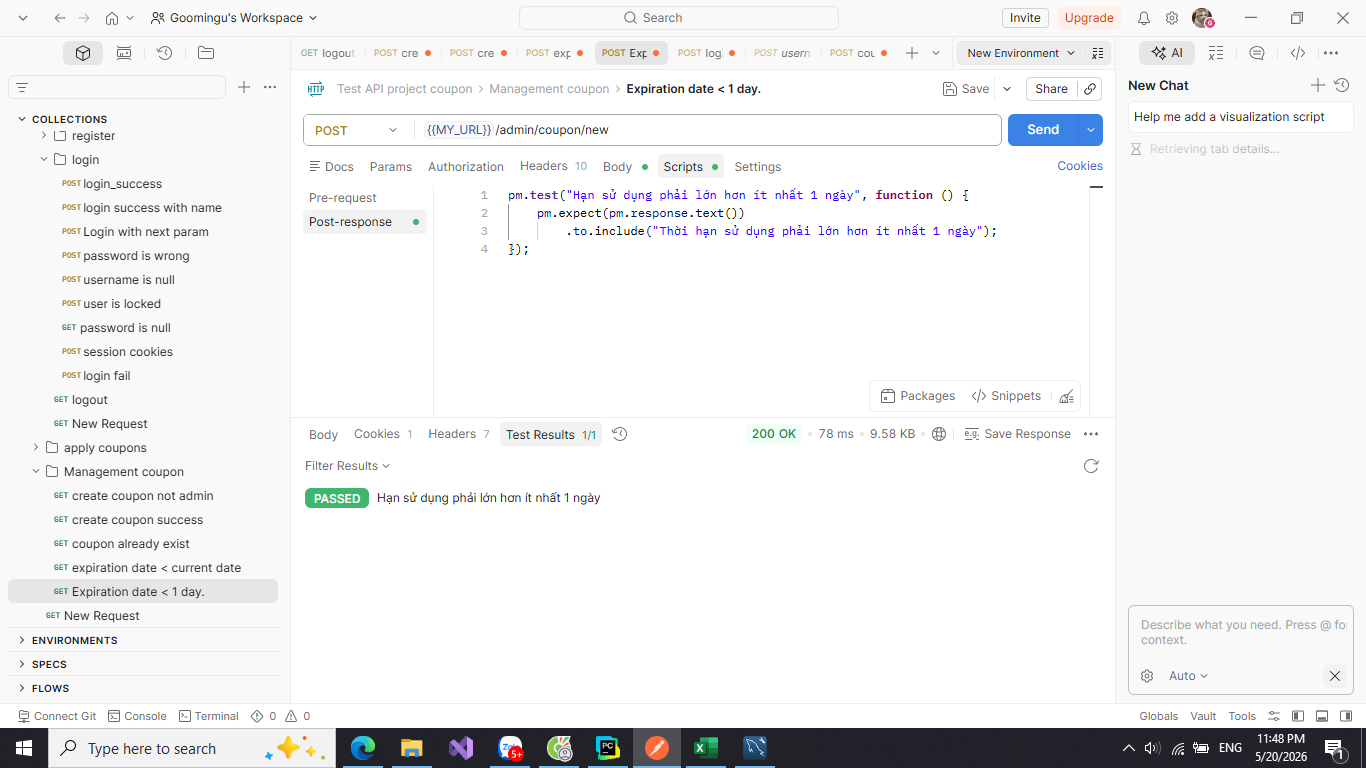 Goomingu's Workspace
Search
Invite
Upgrade
GET logout
POST cre
POST cre
POST exp
POST Exp
POST log
POST usern
POST cou
New Environment
AI
HTTP
Test API project coupon
Management coupon
Expiration date < 1 day.
Save
Share
POST
{{MY_URL}} /admin/coupon/new
Send
Docs
Params
Authorization
Headers 10
Body
Scripts
Settings
Cookies
Pre-request
Post-response
1 pm.test("Hạn sử dụng phải lớn hơn ít nhất 1 ngày", function () {
2 pm.expect(pm.response.text())
3 .to.include("Thời hạn sử dụng phải lớn hơn ít nhất 1 ngày");
4 });
Packages
Snippets
Body
Cookies 1
Headers 7
Test Results 1/1
200 OK
78 ms
9.58 KB
e.g. Save Response
Filter Results
PASSED Hạn sử dụng phải lớn hơn ít nhất 1 ngày
COLLECTIONS
register
login
POST login_success
POST login success with name
POST Login with next param
POST password is wrong
POST username is null
POST user is locked
GET password is null
POST session cookies
POST login fail
GET logout
GET New Request
apply coupons
Management coupon
GET create coupon not admin
GET create coupon success
GET coupon already exist
GET expiration date < current date
GET Expiration date < 1 day.
GET New Request
ENVIRONMENTS
SPECS
FLOWS
New Chat
Help me add a visualization script
Retrieving tab details...
Describe what you need. Press @ for
context.
Auto
Connect Git
Console
Terminal
0
0
Globals
Vault
Tools
Type here to search
5+
PC
ENG
11:48 PM
5/20/2026
1